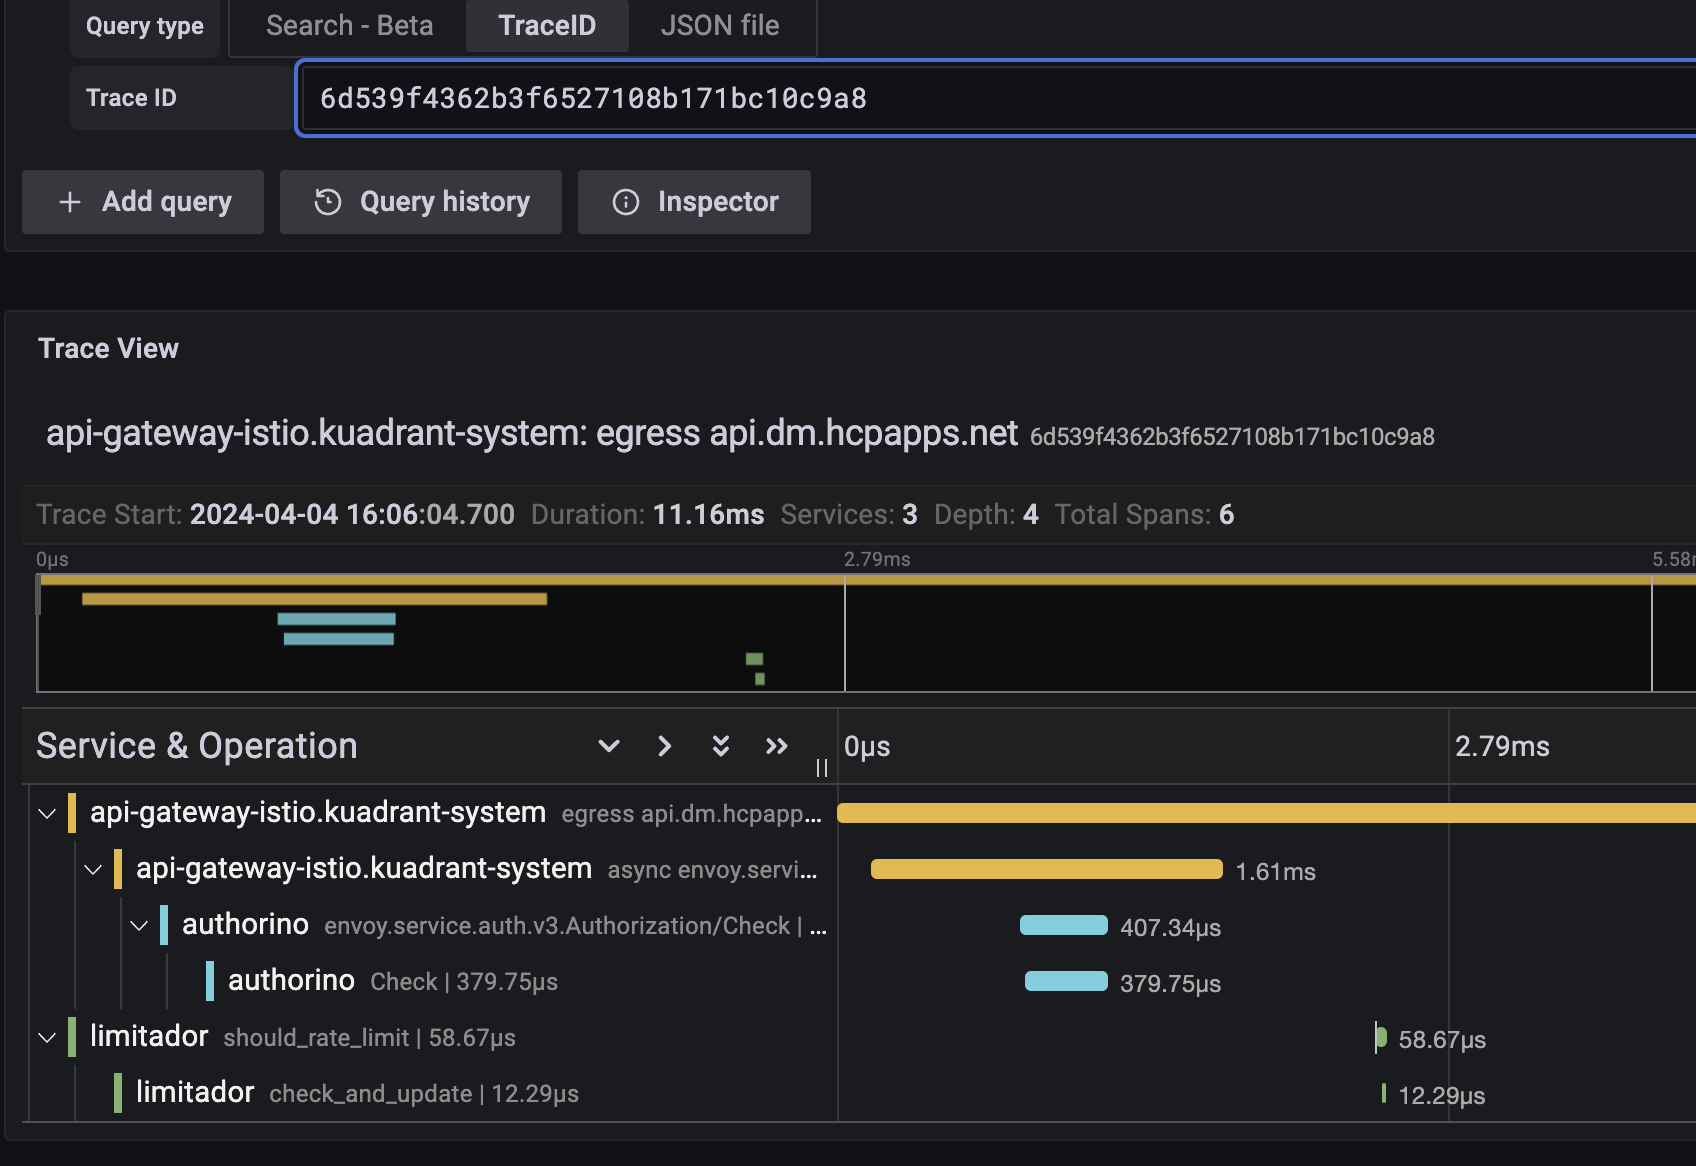 Query type Search - Beta TraceID JSON file
Trace ID 6d539f4362b3f6527108b171bc10c9a8
Add query Query history Inspector
Trace View
api-gateway-istio.kuadrant-system: egress api.dm.hcpapps.net 6d539f4362b3f6527108b171bc10c9a8
Trace Start: 2024-04-04 16:06:04.700 Duration: 11.16ms Services: 3 Depth: 4 Total Spans: 6
0μs 2.79ms 5.58m
Service & Operation 0μs 2.79ms
api-gateway-istio.kuadrant-system egress api.dm.hcpapp...
api-gateway-istio.kuadrant-system async envoy.servi... 1.61ms
authorino envoy.service.auth.v3.Authorization/Check | ... 407.34μs
authorino Check | 379.75μs 379.75μs
limitador should_rate_limit | 58.67μs 58.67μs
limitador check_and_update | 12.29μs 12.29μs